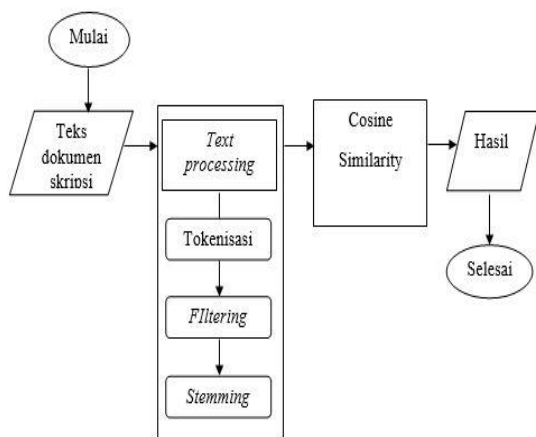 Mulai
Teks
dokumen
skripsi
Text
processing
Tokenisasi
FIltering
Stemming
Cosine
Similarity
Hasil
Selesai